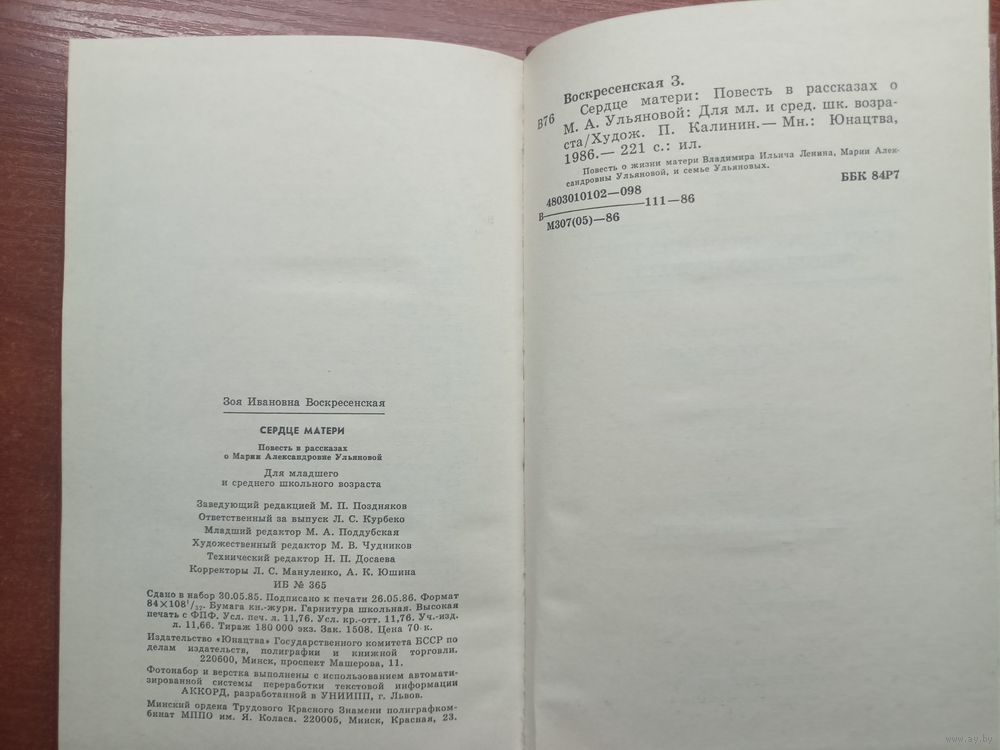 Зоя Ивановна Воскресенская
СЕРДЦЕ МАТЕРИ
Повесть в рассказах
о Марии Александровне Ульяновой
Для младшего
и среднего школьного возраста
Заведующий редакцией М. П. Поздняков
Ответственный за выпуск Л. С. Курбеко
Младший редактор М. А. Поддубская
Художественный редактор М. В. Чудников
Технический редактор Н. П. Досаева
Корректоры Л. С. Мануленко, А. К. Юшина
ИБ № 365
Сдано в набор 30.05.85. Подписано к печати 26.05.86. Формат
84×108¹/₃₂. Бумага кн.-журн. Гарнитура школьная. Высокая
печать с ФПФ. Усл. печ. л. 11,76. Усл. кр.-отт. 11,76. Уч.-изд.
л. 11,66. Тираж 180 000 экз. Зак. 1508. Цена 70 к.
Издательство «Юнацтва» Государственного комитета БССР по
делам издательств, полиграфии и книжной торговли.
220600, Минск, проспект Машерова, 11.
Фотонабор и верстка выполнены с использованием автомати-
зированной системы переработки текстовой информации
АККОРД, разработанной в УНИИПП, г. Львов.
Минский ордена Трудового Красного Знамени полиграфком-
бинат МППО им. Я. Коласа. 220005, Минск, Красная, 23.
Воскресенская З.
В76
Сердце матери: Повесть в рассказах о
М. А. Ульяновой: Для мл. и сред. шк. возра-
ста/Худож. П. Калинин.— Мн.: Юнацтва,
1986.— 221 с.: ил.
Повесть о жизни матери Владимира Ильича Ленина, Марии Алек-
сандровны Ульяновой, и семье Ульяновых.
4803010102—098
В————111—86
М307(05)—86
ББК 84Р7
www.ay.by